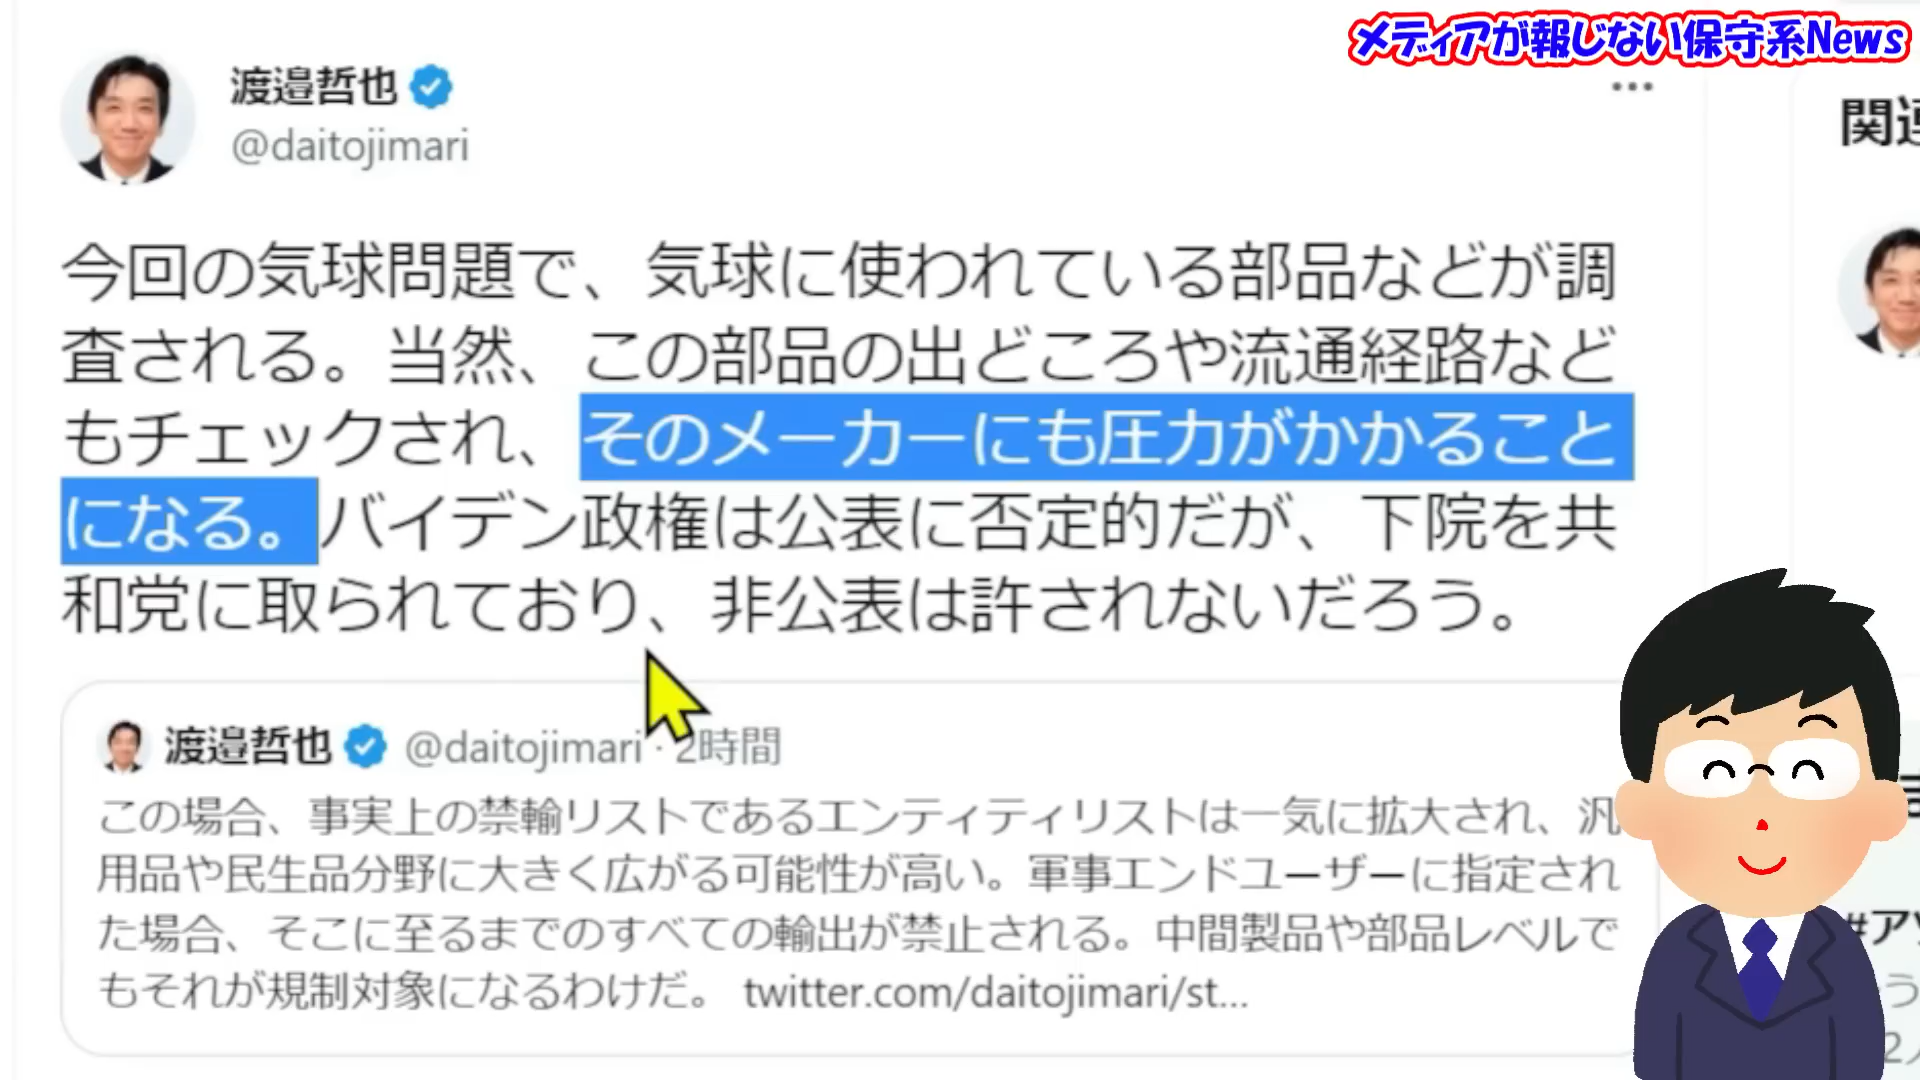 メディアが報じない保守系News
渡邉哲也
@daitojimari
今回の気球問題で、気球に使われている部品などが調
査される。当然、この部品の出どころや流通経路など
もチェックされ、そのメーカーにも圧力がかかること
になる。バイデン政権は公表に否定的だが、下院を共
和党に取られており、非公表は許されないだろう。
渡邉哲也 @daitojimari · 2時間
この場合、事実上の禁輸リストであるエンティティリストは一気に拡大され、汎
用品や民生品分野に大きく広がる可能性が高い。軍事エンドユーザーに指定され
た場合、そこに至るまでのすべての輸出が禁止される。中間製品や部品レベルで
もそれが規制対象になるわけだ。 twitter.com/daitojimari/st...
関連
#アソ